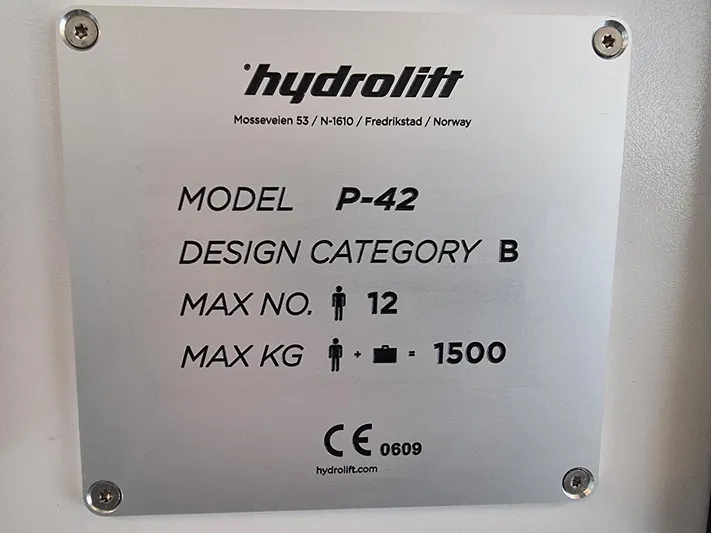 hydrolift
Mosseveien 53 / N-1610 / Fredrikstad / Norway
MODEL P-42
DESIGN CATEGORY B
MAX NO. 12
MAX KG + = 1500
CE 0609
hydrolift.com